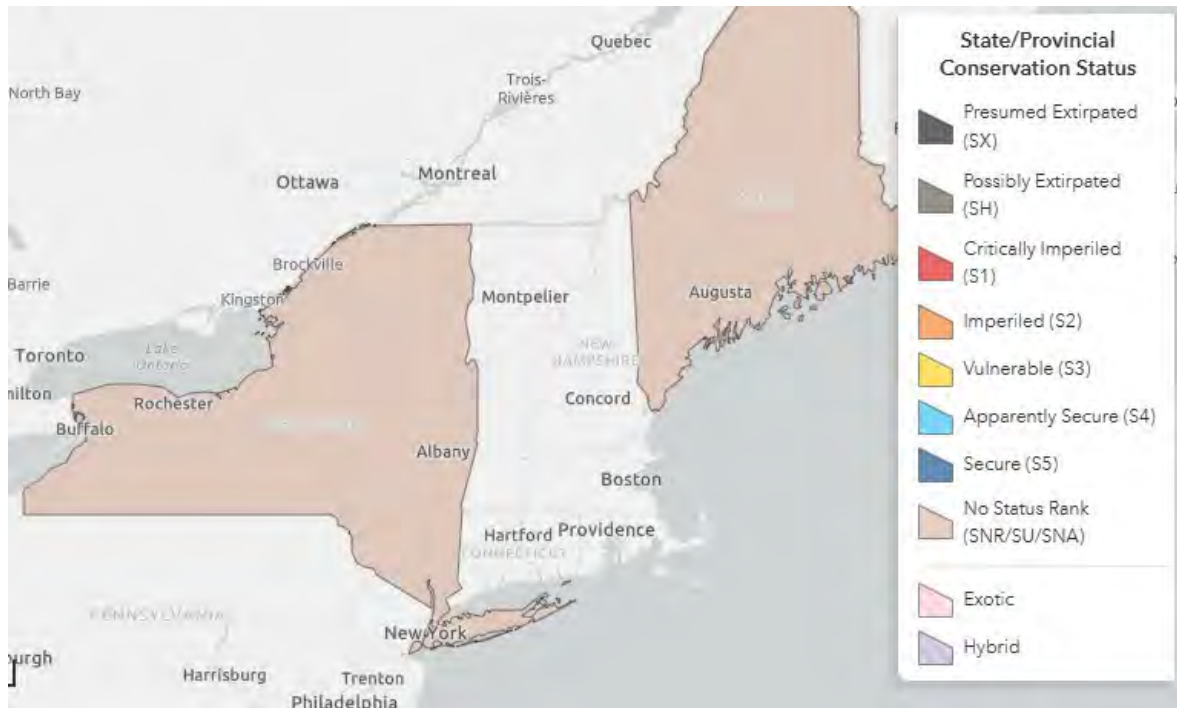 Quebec
Trois-
Rivières
North Bay
Montreal
Ottawa
Brockville
Barrie
Kingston
Montpelier
Augusta
Lake
Ontario
Toronto
NEW
HAMPSHIRE
Rochester
Concord
Buffalo
Albany
Boston
Hartford
Providence
CONNECTICUT
PENNSYLVANIA
New York
Harrisburg
Trenton
Philadelphia
State/Provincial
Conservation Status
Presumed Extirpated
(SX)
Possibly Extirpated
(SH)
Critically Imperiled
(S1)
Imperiled (S2)
Vulnerable (S3)
Apparently Secure (S4)
Secure (S5)
No Status Rank
(SNR/SU/SNA)
Exotic
Hybrid